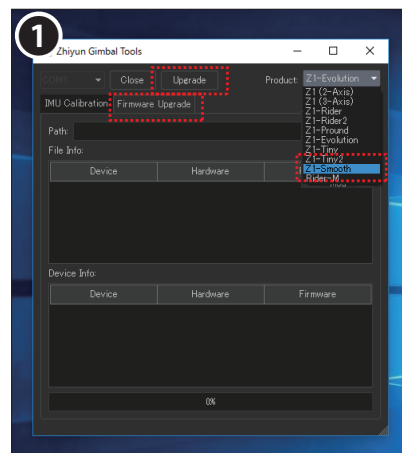 1
Zhiyun Gimbal Tools
Close Upgrade Product: Z1-Evolution
Z1 (2-Axis)
Z1 (3-Axis)
Z1-Rider
Z1-Rider2
Z1-Pround
Z1-Evolution
Z1-Tiny
Z1-Tiny2
Z1-Smooth
Rider-M
IMU Calibration Firmware Upgrade
Path:
File Info:
Device Hardware
Device Info:
Device Hardware Firmware
0%